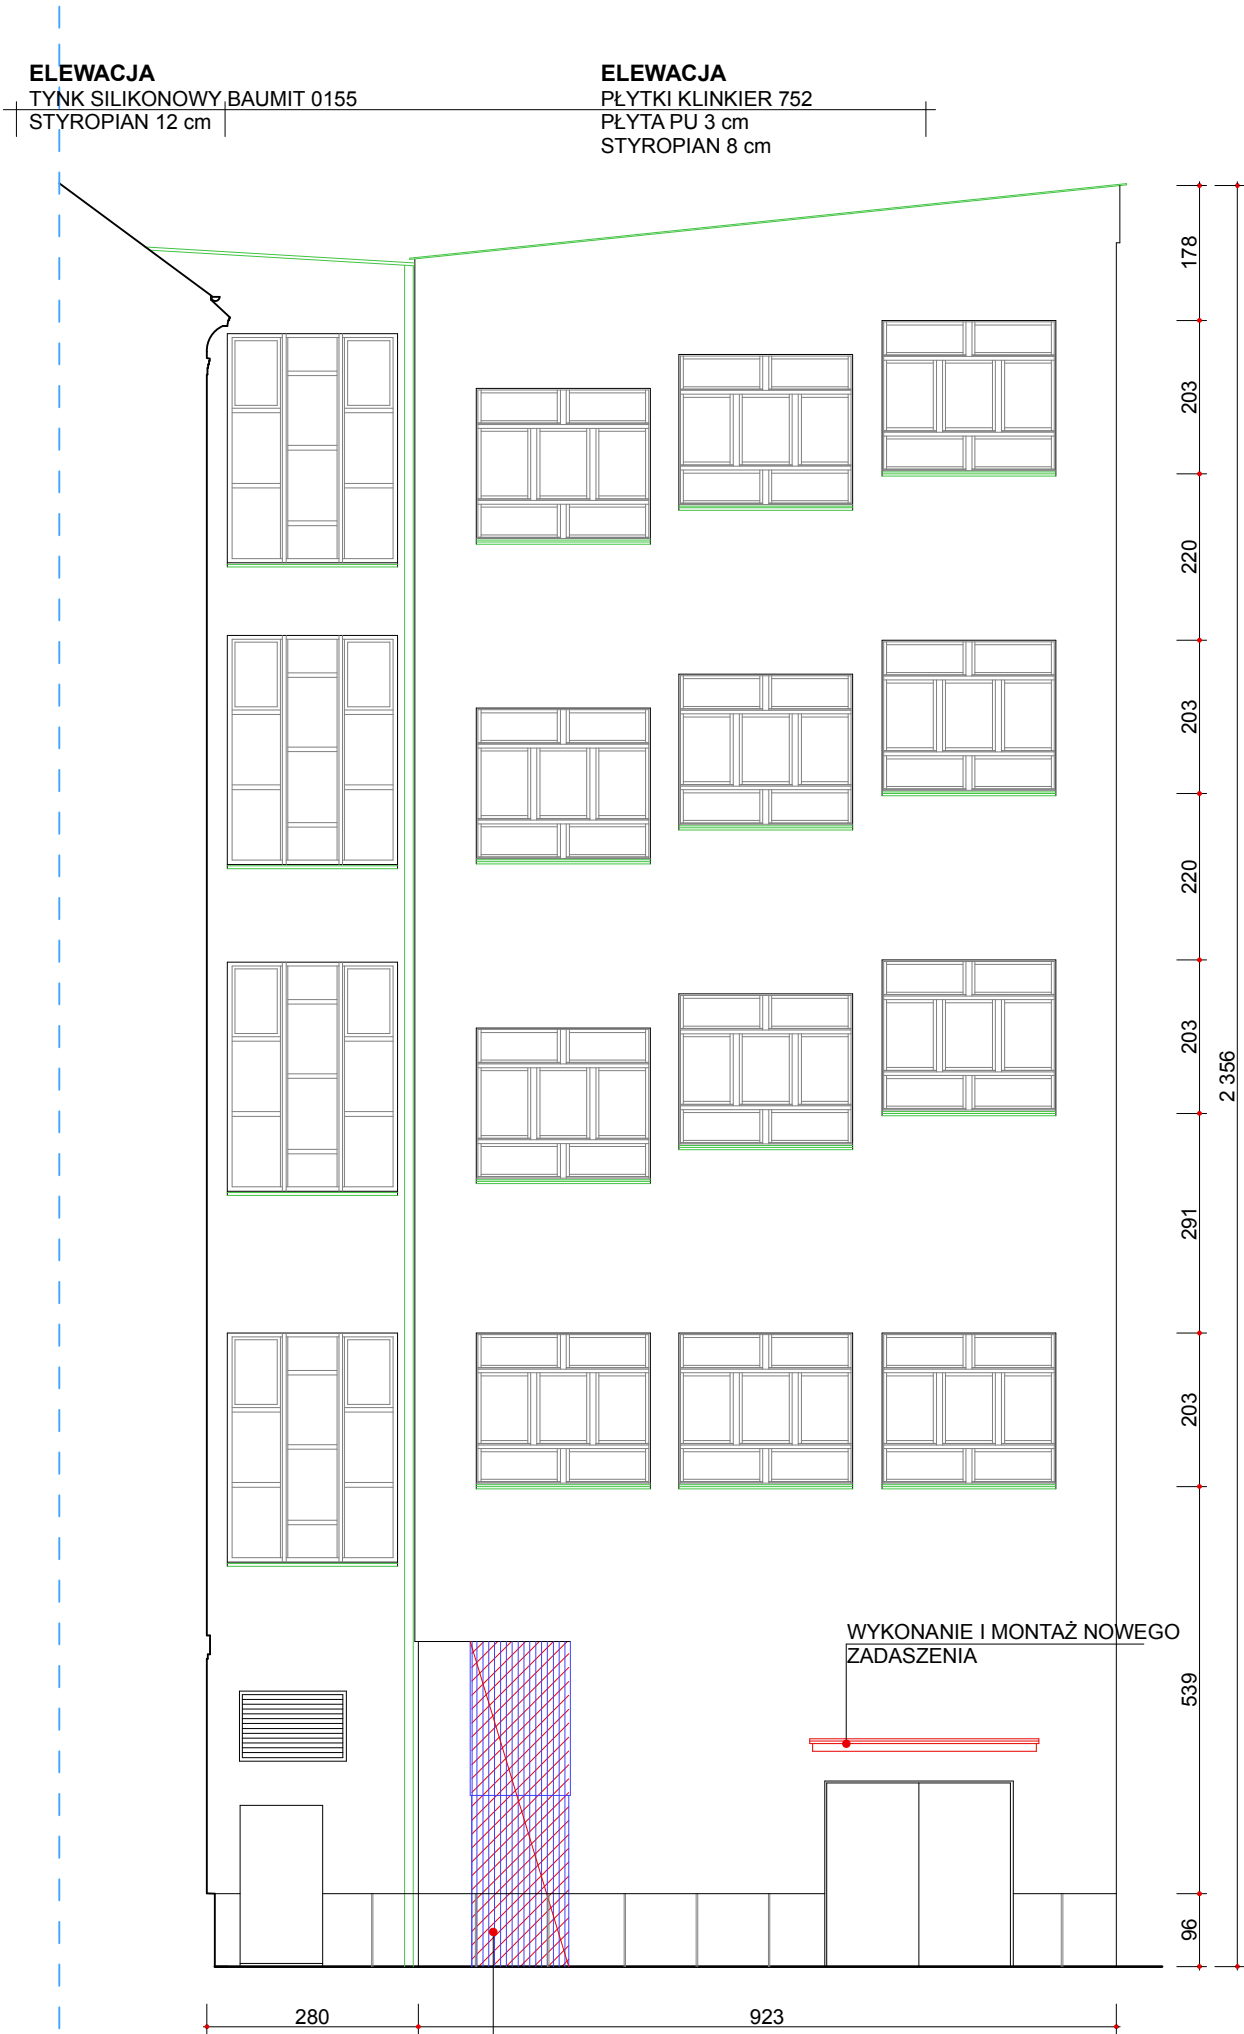 ELEWACJA
TYNK SILIKONOWY BAUMIT 0155
STYROPIAN 12 cm
ELEWACJA
PŁYTKI KLINKIER 752
PŁYTA PU 3 cm
STYROPIAN 8 cm
178
203
220
203
220
203
2 356
291
203
WYKONANIE I MONTAŻ NOWEGO
ZADASZENIA
539
96
280
923